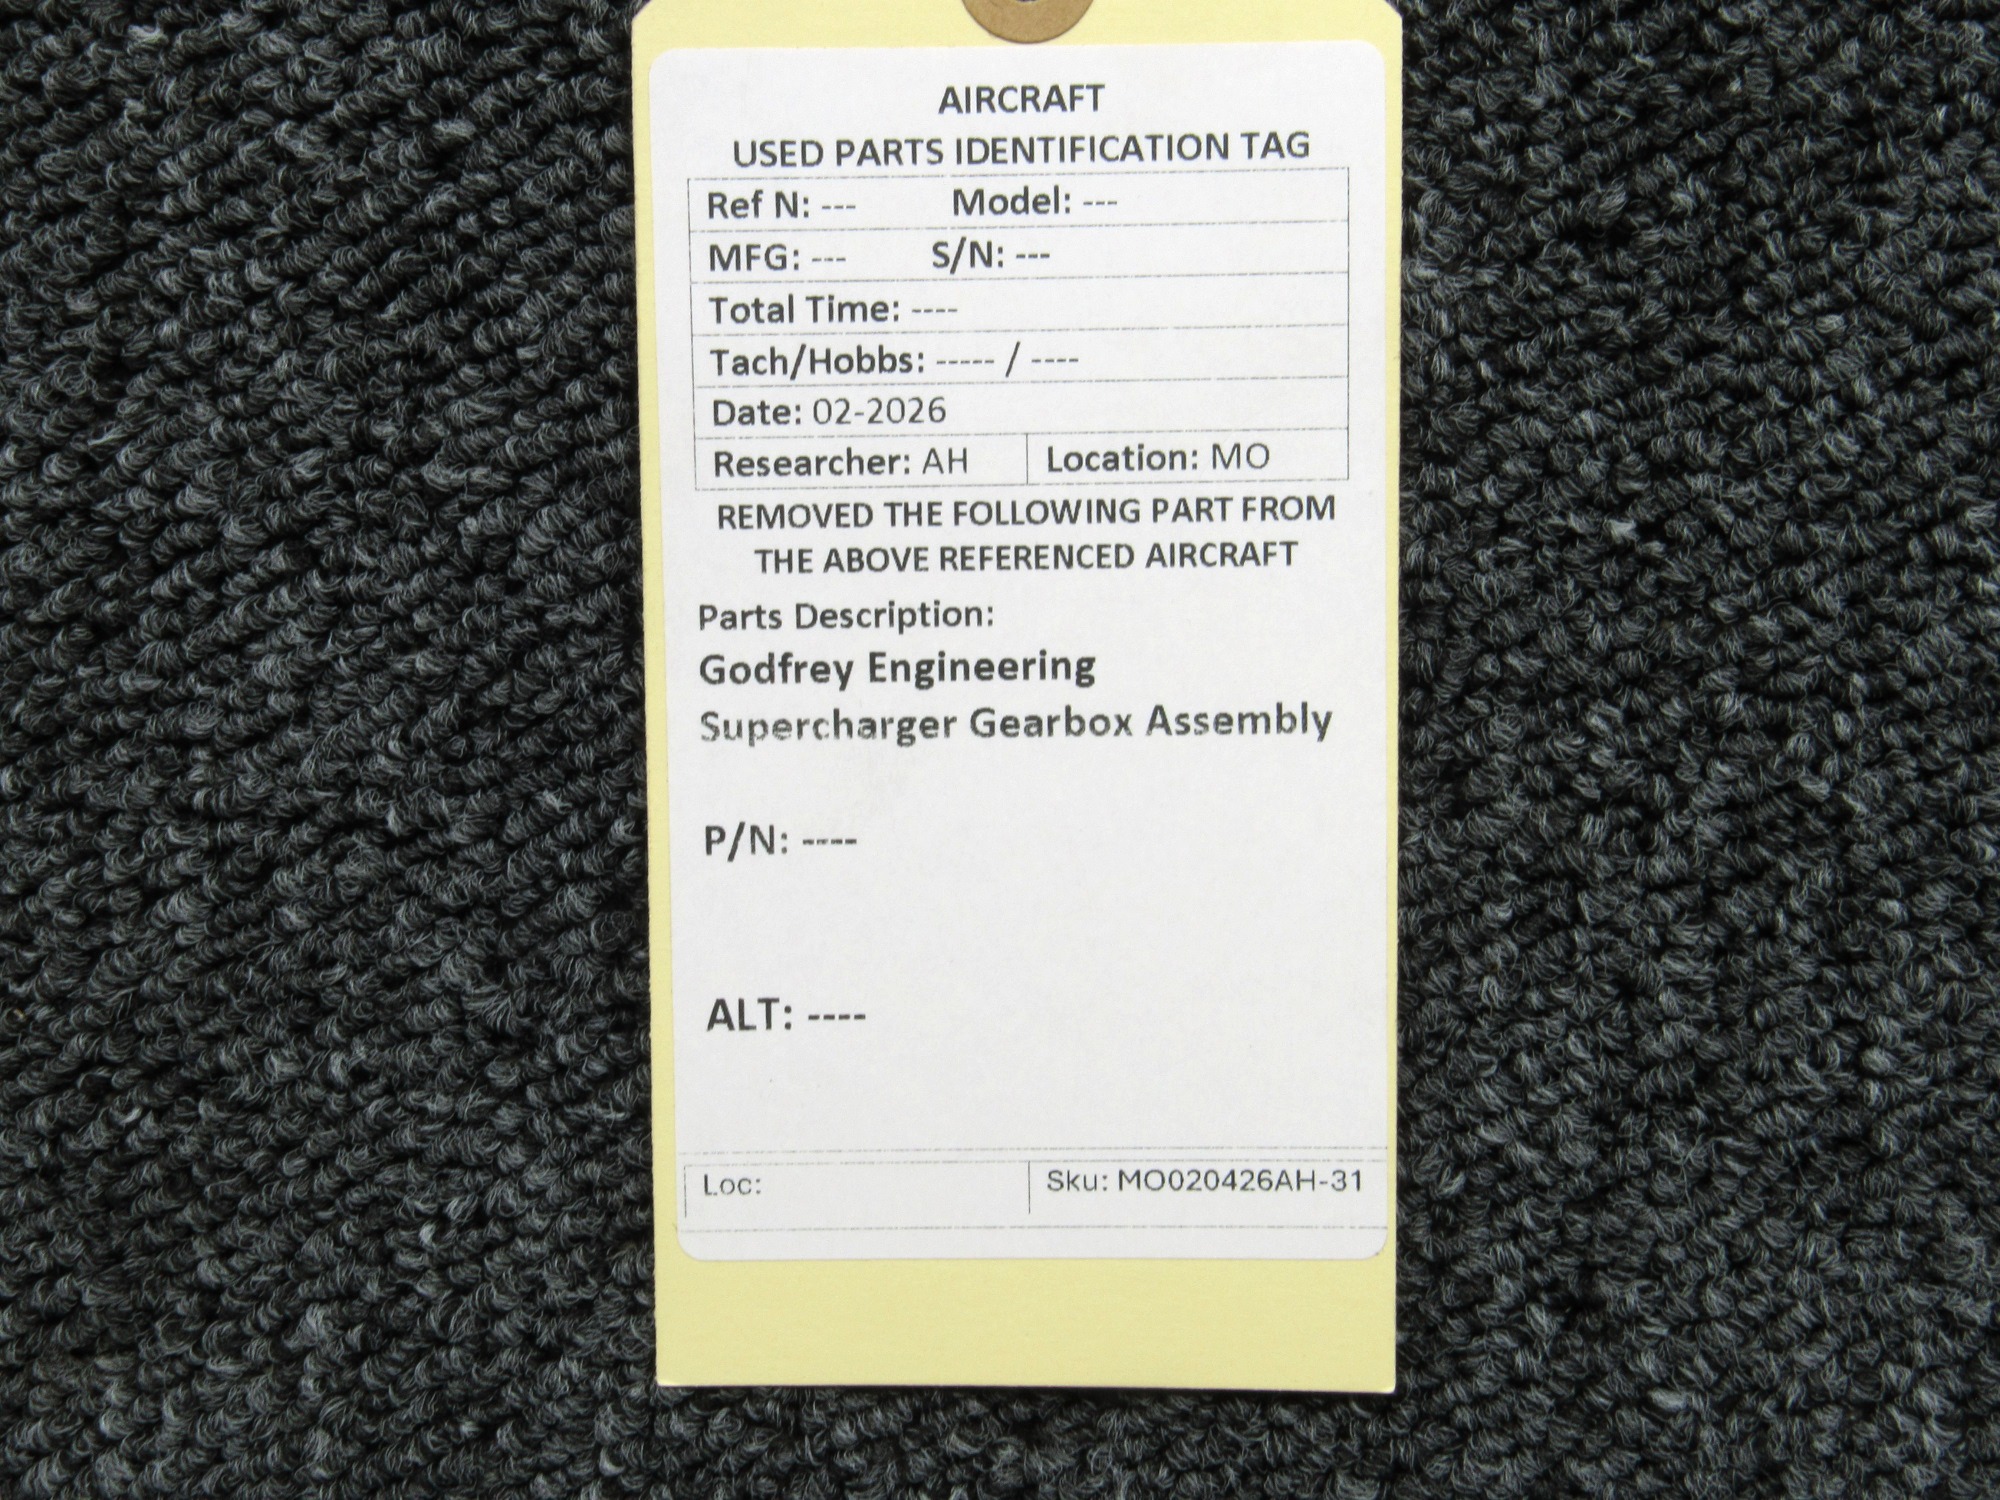 AIRCRAFT
USED PARTS IDENTIFICATION TAG
Ref N: --- Model: ---
MFG: --- S/N: ---
Total Time: ----
Tach/Hobbs: ----- / ----
Date: 02-2026
Researcher: AH Location: MO
REMOVED THE FOLLOWING PART FROM
THE ABOVE REFERENCED AIRCRAFT
Parts Description:
Godfrey Engineering
Supercharger Gearbox Assembly
P/N: ----
ALT: ----
Loc: Sku: MO020426AH-31